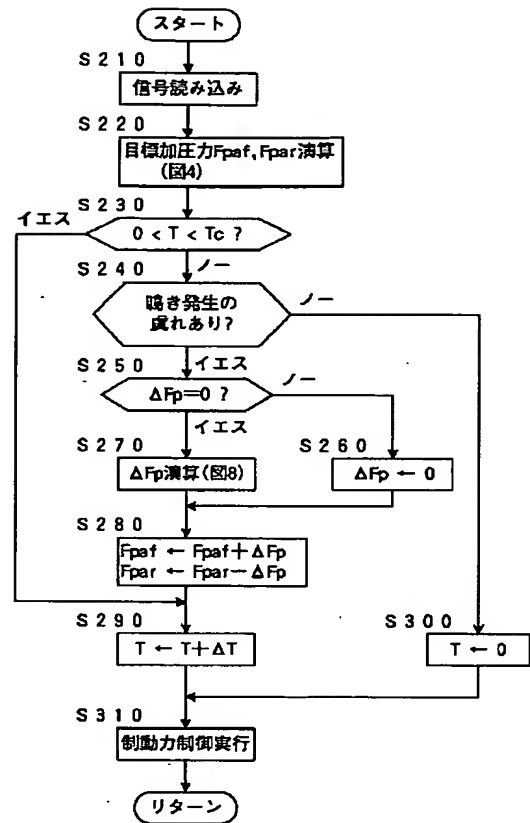 スタート
S210
信号読み込み
S220
目標加圧力Fpaf,Fpar演算
(図4)
S230
イエス
0 < T < Tc ?
S240
ノー
鳴き発生の
虞れあり?
ノー
S250
イエス
ΔFp=0 ?
ノー
イエス
S270
S260
ΔFp演算(図8)
ΔFp ← 0
S280
Fpaf ← Fpaf+ΔFp
Fpar ← Fpar−ΔFp
S290
S300
T ← T+ΔT
T ← 0
S310
制動力制御実行
リターン